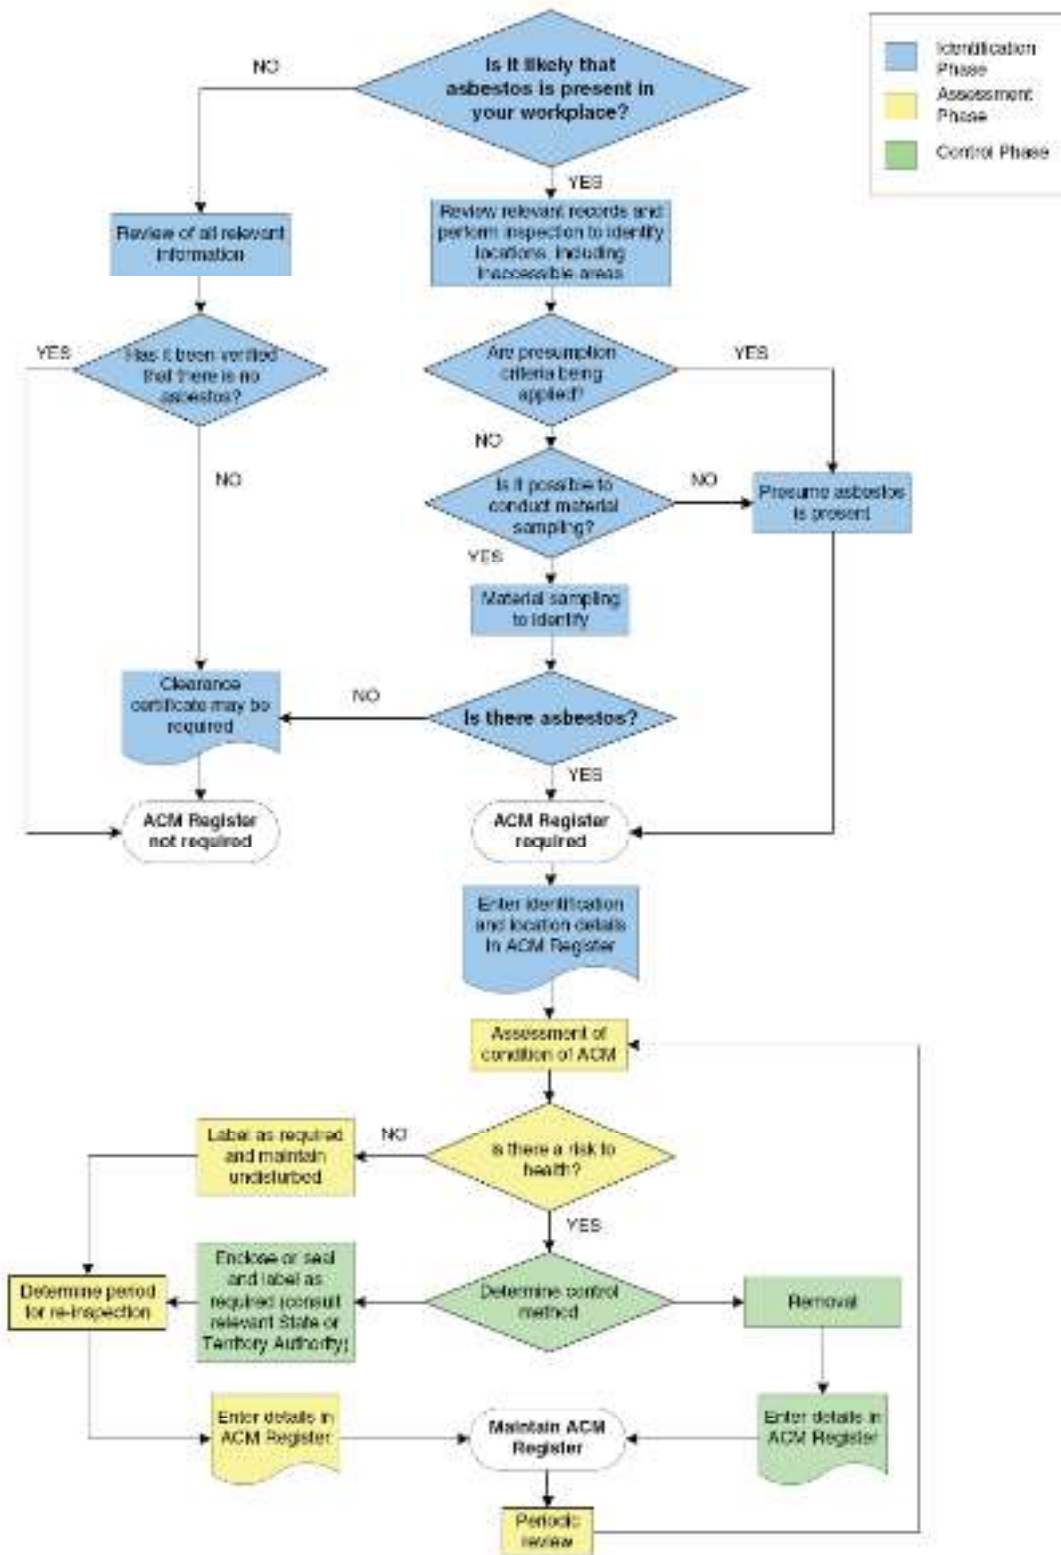 Is it likely that
asbestos is present in
your workplace?
NO
YES
Identification
Phase
Assessment
Phase
Control Phase
Review of all relevant
information
Review relevant records and
perform inspection to identify
locations, including
inaccessible areas
YES
Has it been verified
that there is no
asbestos?
NO
Are presumption
criteria being
applied?
YES
NO
Is it possible to
conduct material
sampling?
NO
Presume asbestos
is present
YES
Material sampling
to identify
Clearance
certificate may be
required
NO
Is there asbestos?
YES
ACM Register
not required
ACM Register
required
Enter identification
and location details
in ACM Register
Assessment of
condition of ACM
Label as required
and maintain
undisturbed
NO
Is there a risk to
health?
YES
Determine period
for re-inspection
Enclose or seal
and label as
required (consult
relevant State or
Territory Authority)
Determine control
method
Removal
Enter details in
ACM Register
Maintain ACM
Register
Enter details in
ACM Register
Periodic
review